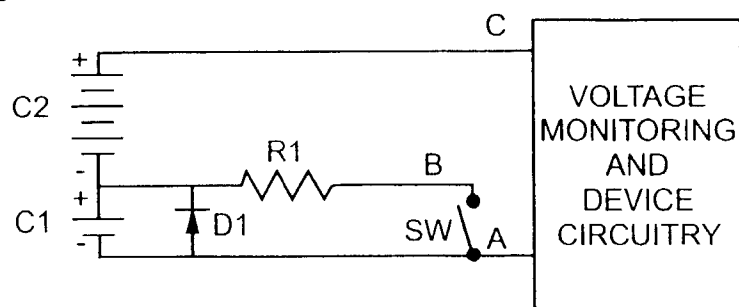 C
+
C2
-
R1
B
+
C1
-
D1
SW
A
VOLTAGE
MONITORING
AND
DEVICE
CIRCUITRY